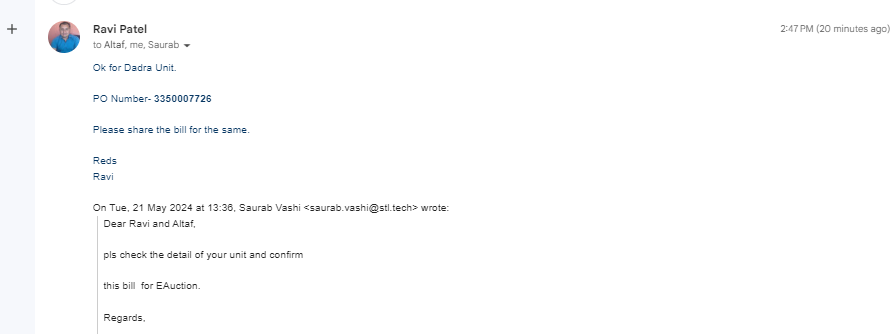 Ravi Patel
2:47 PM (20 minutes ago)
to Altaf, me, Saurab
Ok for Dadra Unit.
PO Number- 3350007726
Please share the bill for the same.
Reds
Ravi
On Tue, 21 May 2024 at 13:36, Saurab Vashi <saurab.vashi@stl.tech> wrote:
Dear Ravi and Altaf,
pls check the detail of your unit and confirm
this bill for EAuction.
Regards,